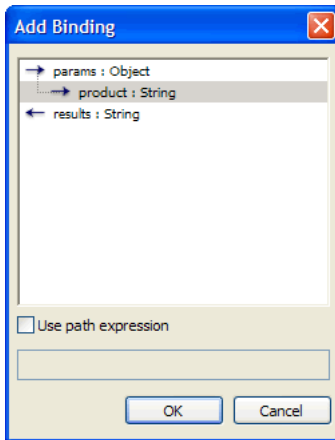 Add Binding
params : Object
product : String
results : String
Use path expression
OK Cancel